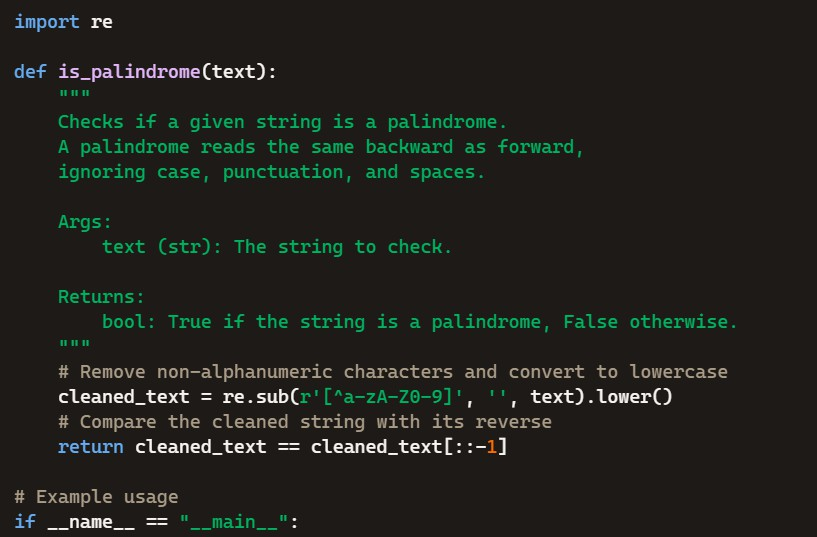 import re

def is_palindrome(text):
    """
    Checks if a given string is a palindrome.
    A palindrome reads the same backward as forward,
    ignoring case, punctuation, and spaces.

    Args:
        text (str): The string to check.

    Returns:
        bool: True if the string is a palindrome, False otherwise.
    """
    # Remove non-alphanumeric characters and convert to lowercase
    cleaned_text = re.sub(r'[^a-zA-Z0-9]', '', text).lower()
    # Compare the cleaned string with its reverse
    return cleaned_text == cleaned_text[::-1]

# Example usage
if __name__ == "__main__":